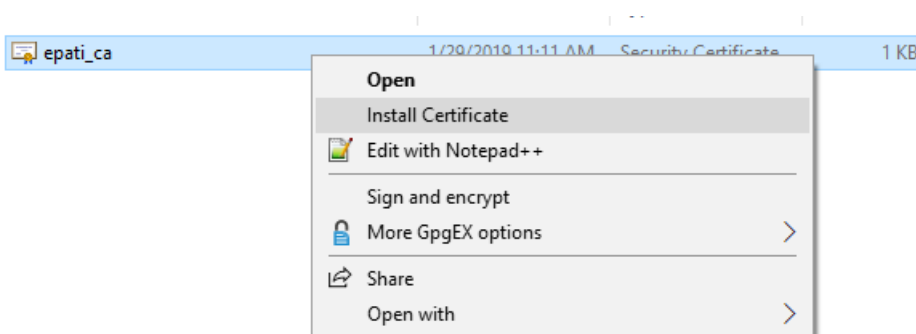 epati_ca 1/29/2019 11:11 AM Security Certificate 1 KB
Open
Install Certificate
Edit with Notepad++
Sign and encrypt
More GpgEX options
Share
Open with